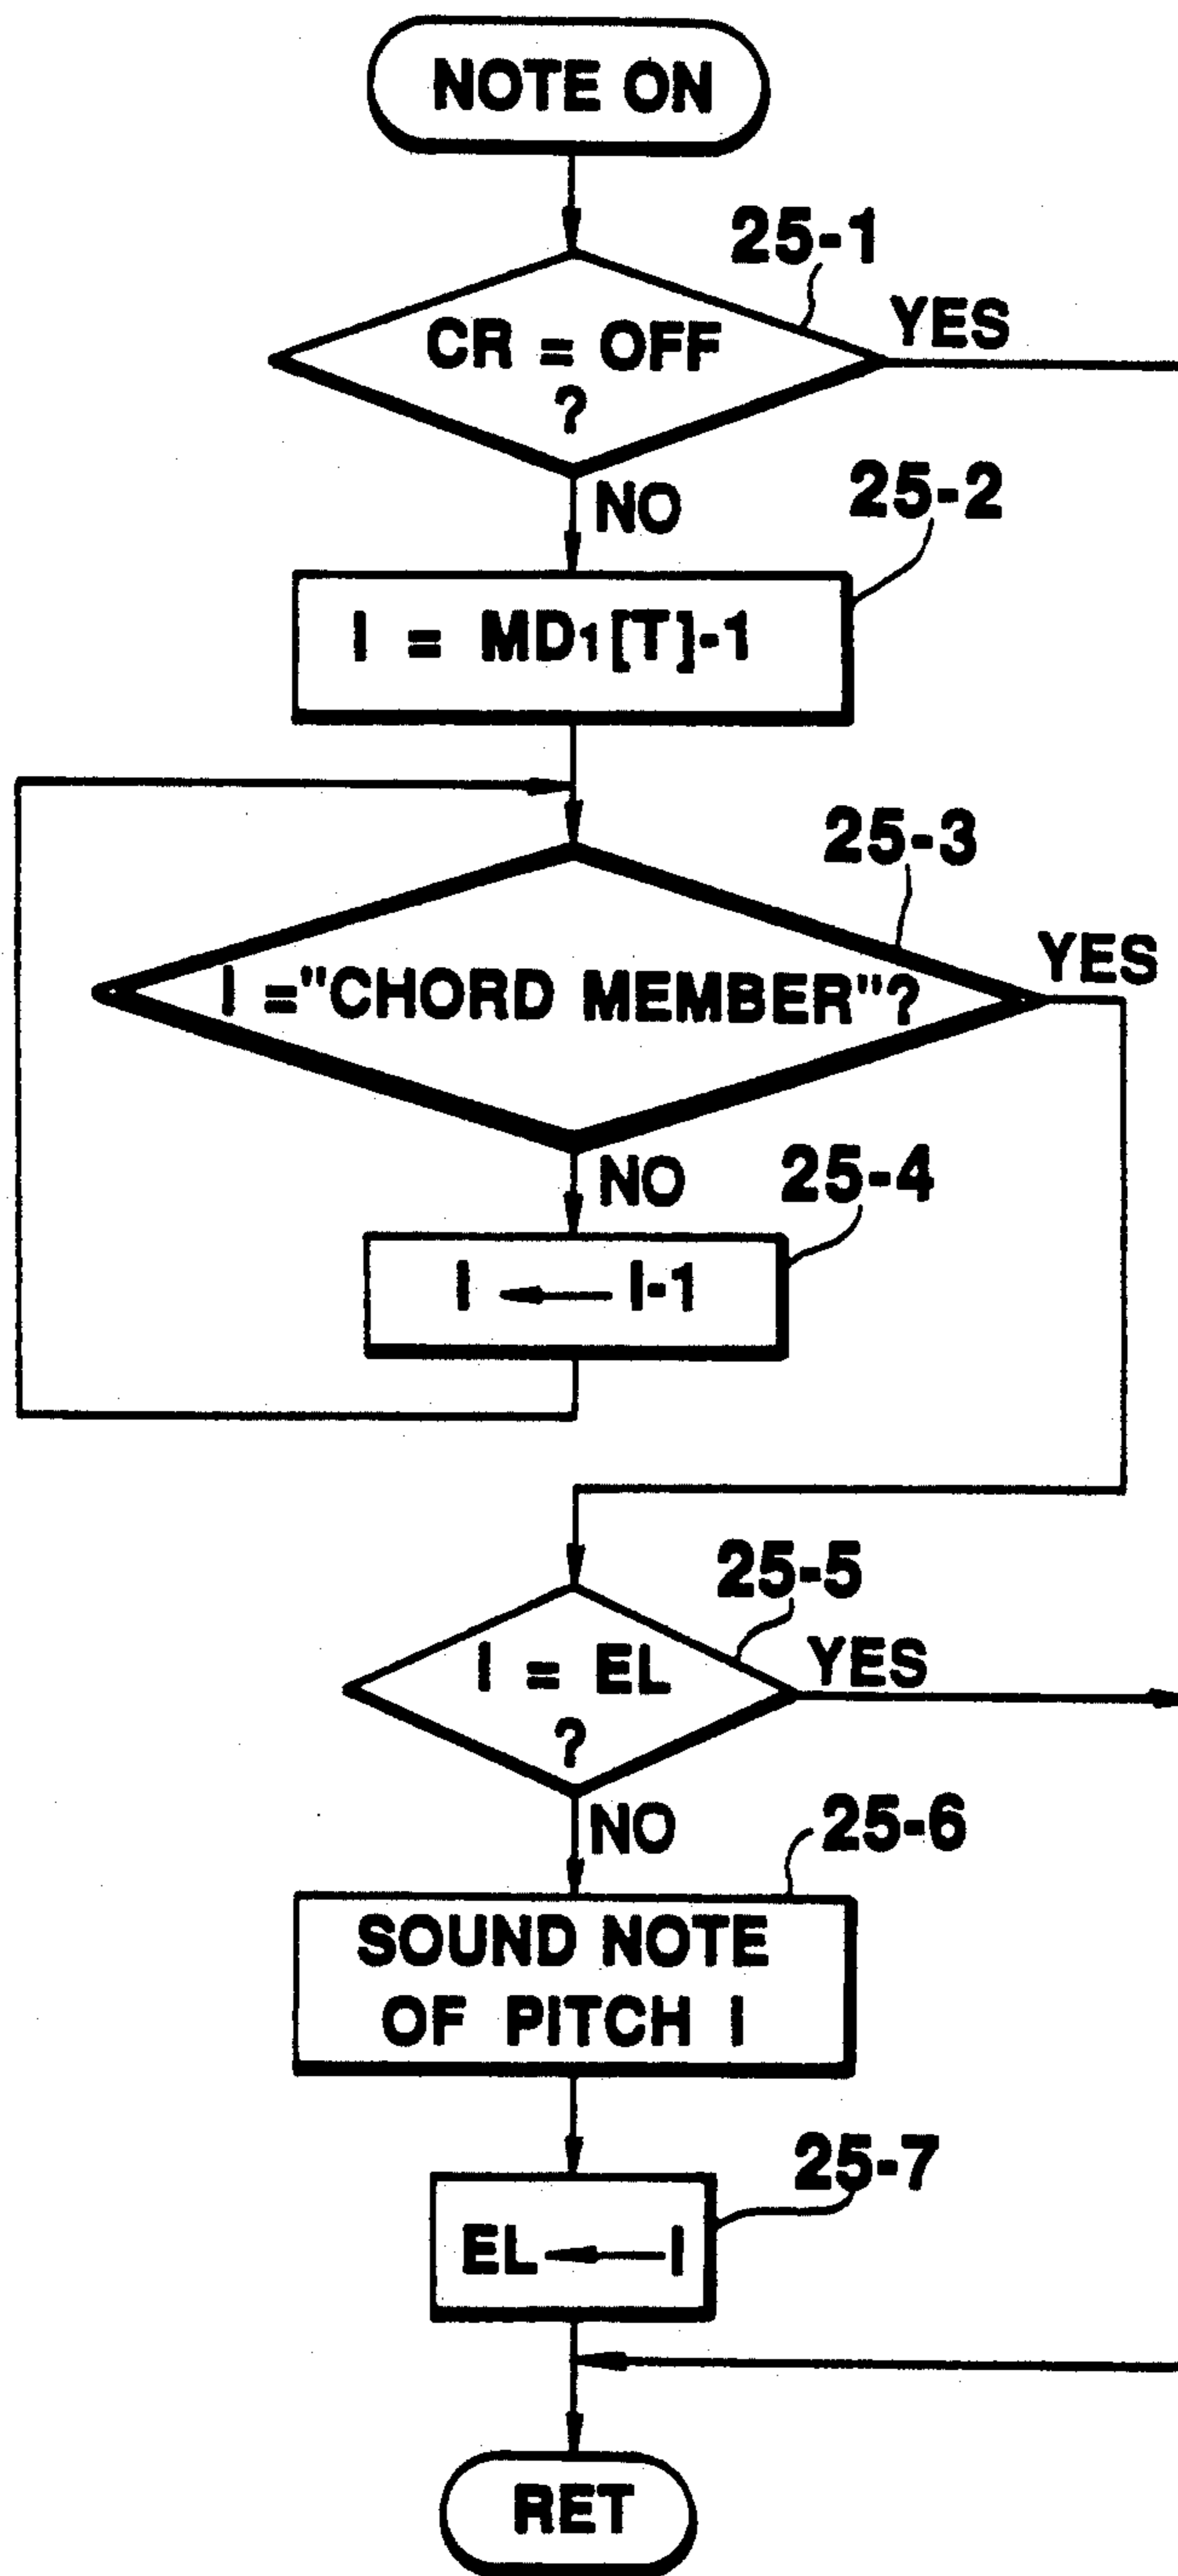 NOTE ON
25-1
CR = OFF
?
YES
NO
25-2
I = MD1[T]-1
25-3
I ="CHORD MEMBER"?
YES
NO
25-4
I ← I-1
25-5
I = EL
?
YES
NO
25-6
SOUND NOTE
OF PITCH I
25-7
EL ← I
RET